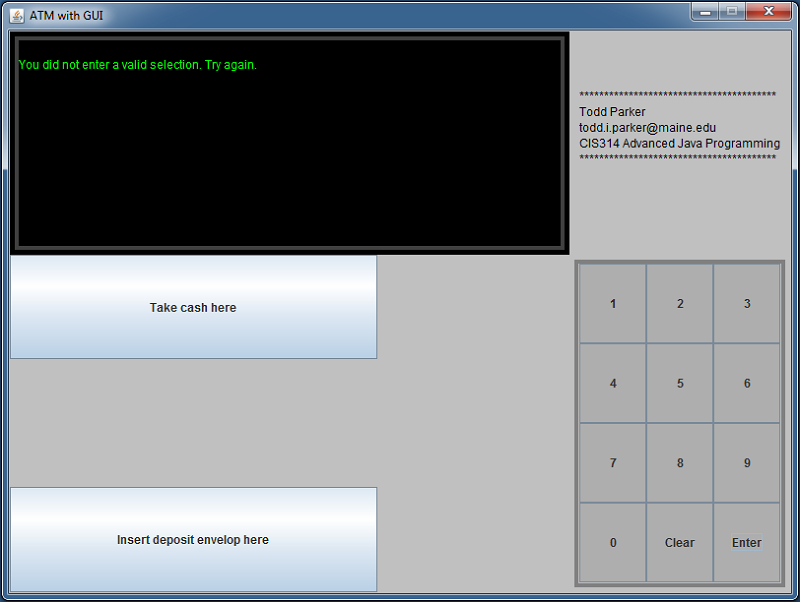 ATM with GUI
You did not enter a valid selection. Try again.
****************************************
Todd Parker
todd.i.parker@maine.edu
CIS314 Advanced Java Programming
****************************************
Take cash here
Insert deposit envelop here
1 2 3
4 5 6
7 8 9
0 Clear Enter